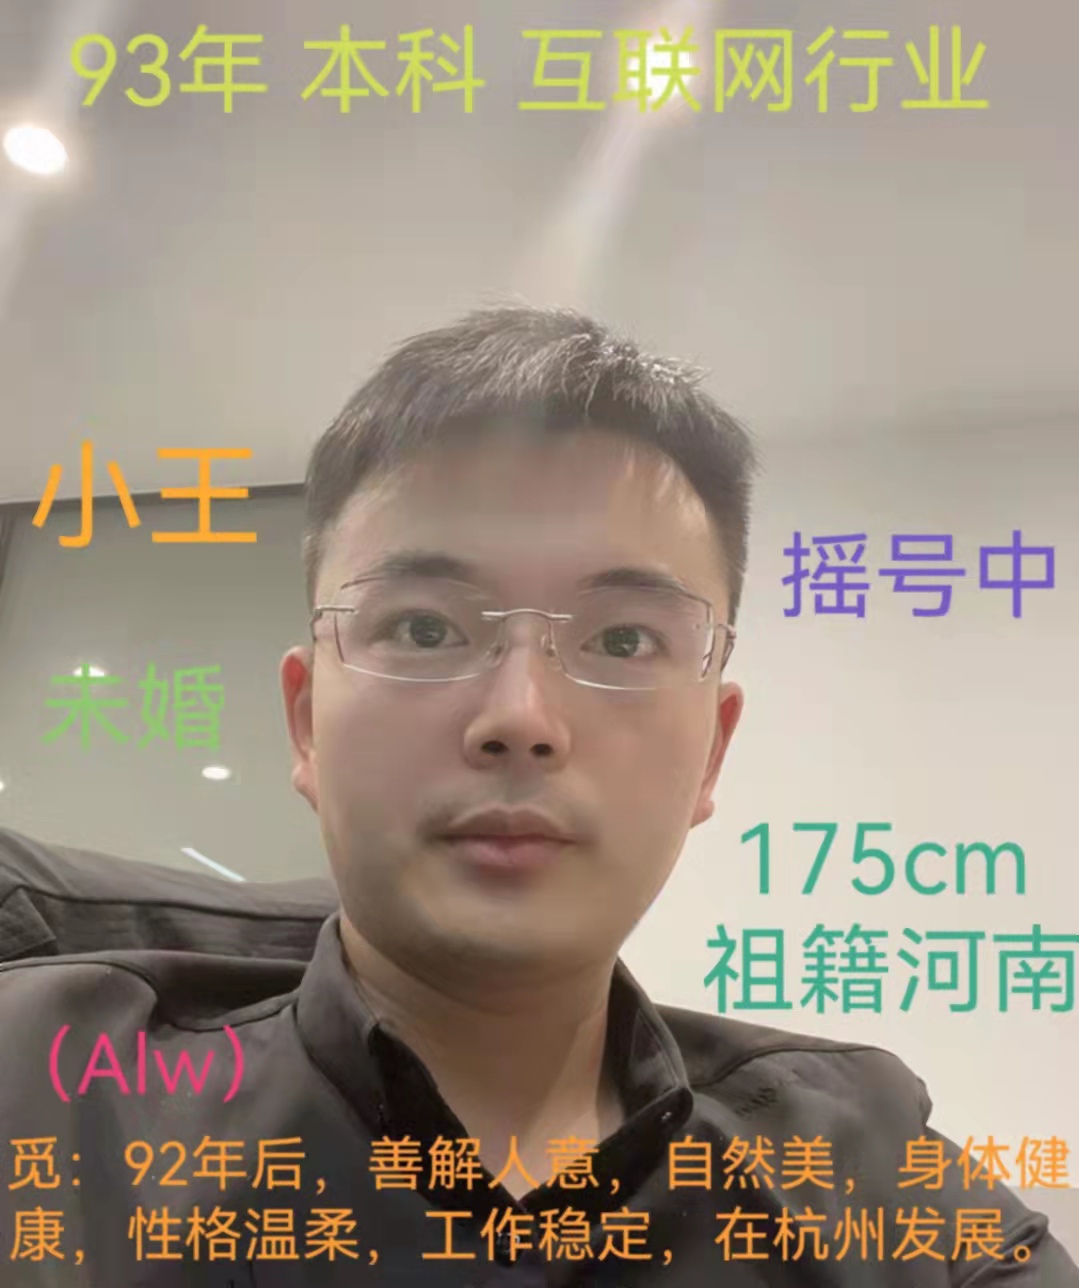 93年 本科 互联网行业
小王
摇号中
未婚
175cm
祖籍河南
（Alw）
觅：92年后，善解人意，自然美，身体健
康，性格温柔，工作稳定，在杭州发展。